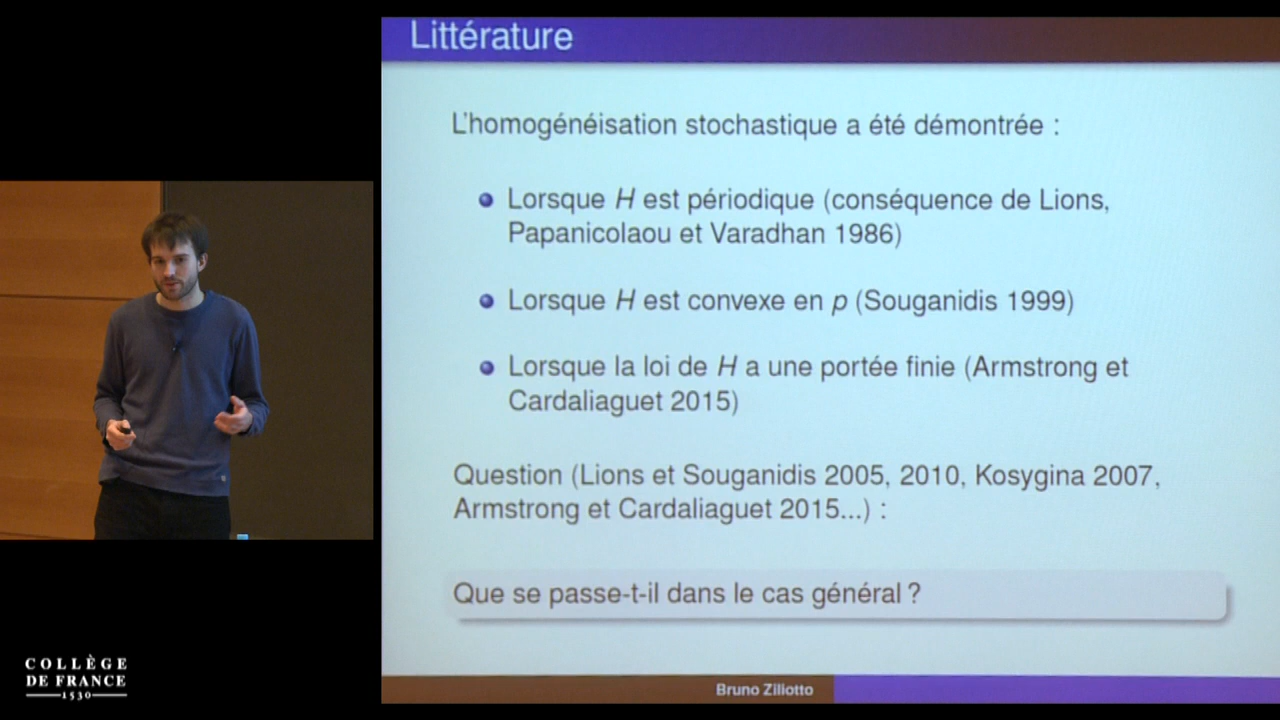 Littérature
L'homogénéisation stochastique a été démontrée :
Lorsque H est périodique (conséquence de Lions,
Papanicolaou et Varadhan 1986)
Lorsque H est convexe en p (Souganidis 1999)
Lorsque la loi de H a une portée finie (Armstrong et
Cardaliaguet 2015)
Question (Lions et Souganidis 2005, 2010, Kosygina 2007,
Armstrong et Cardaliaguet 2015...) :
Que se passe-t-il dans le cas général ?
Bruno Ziliotto
COLLÈGE
DE FRANCE
1530